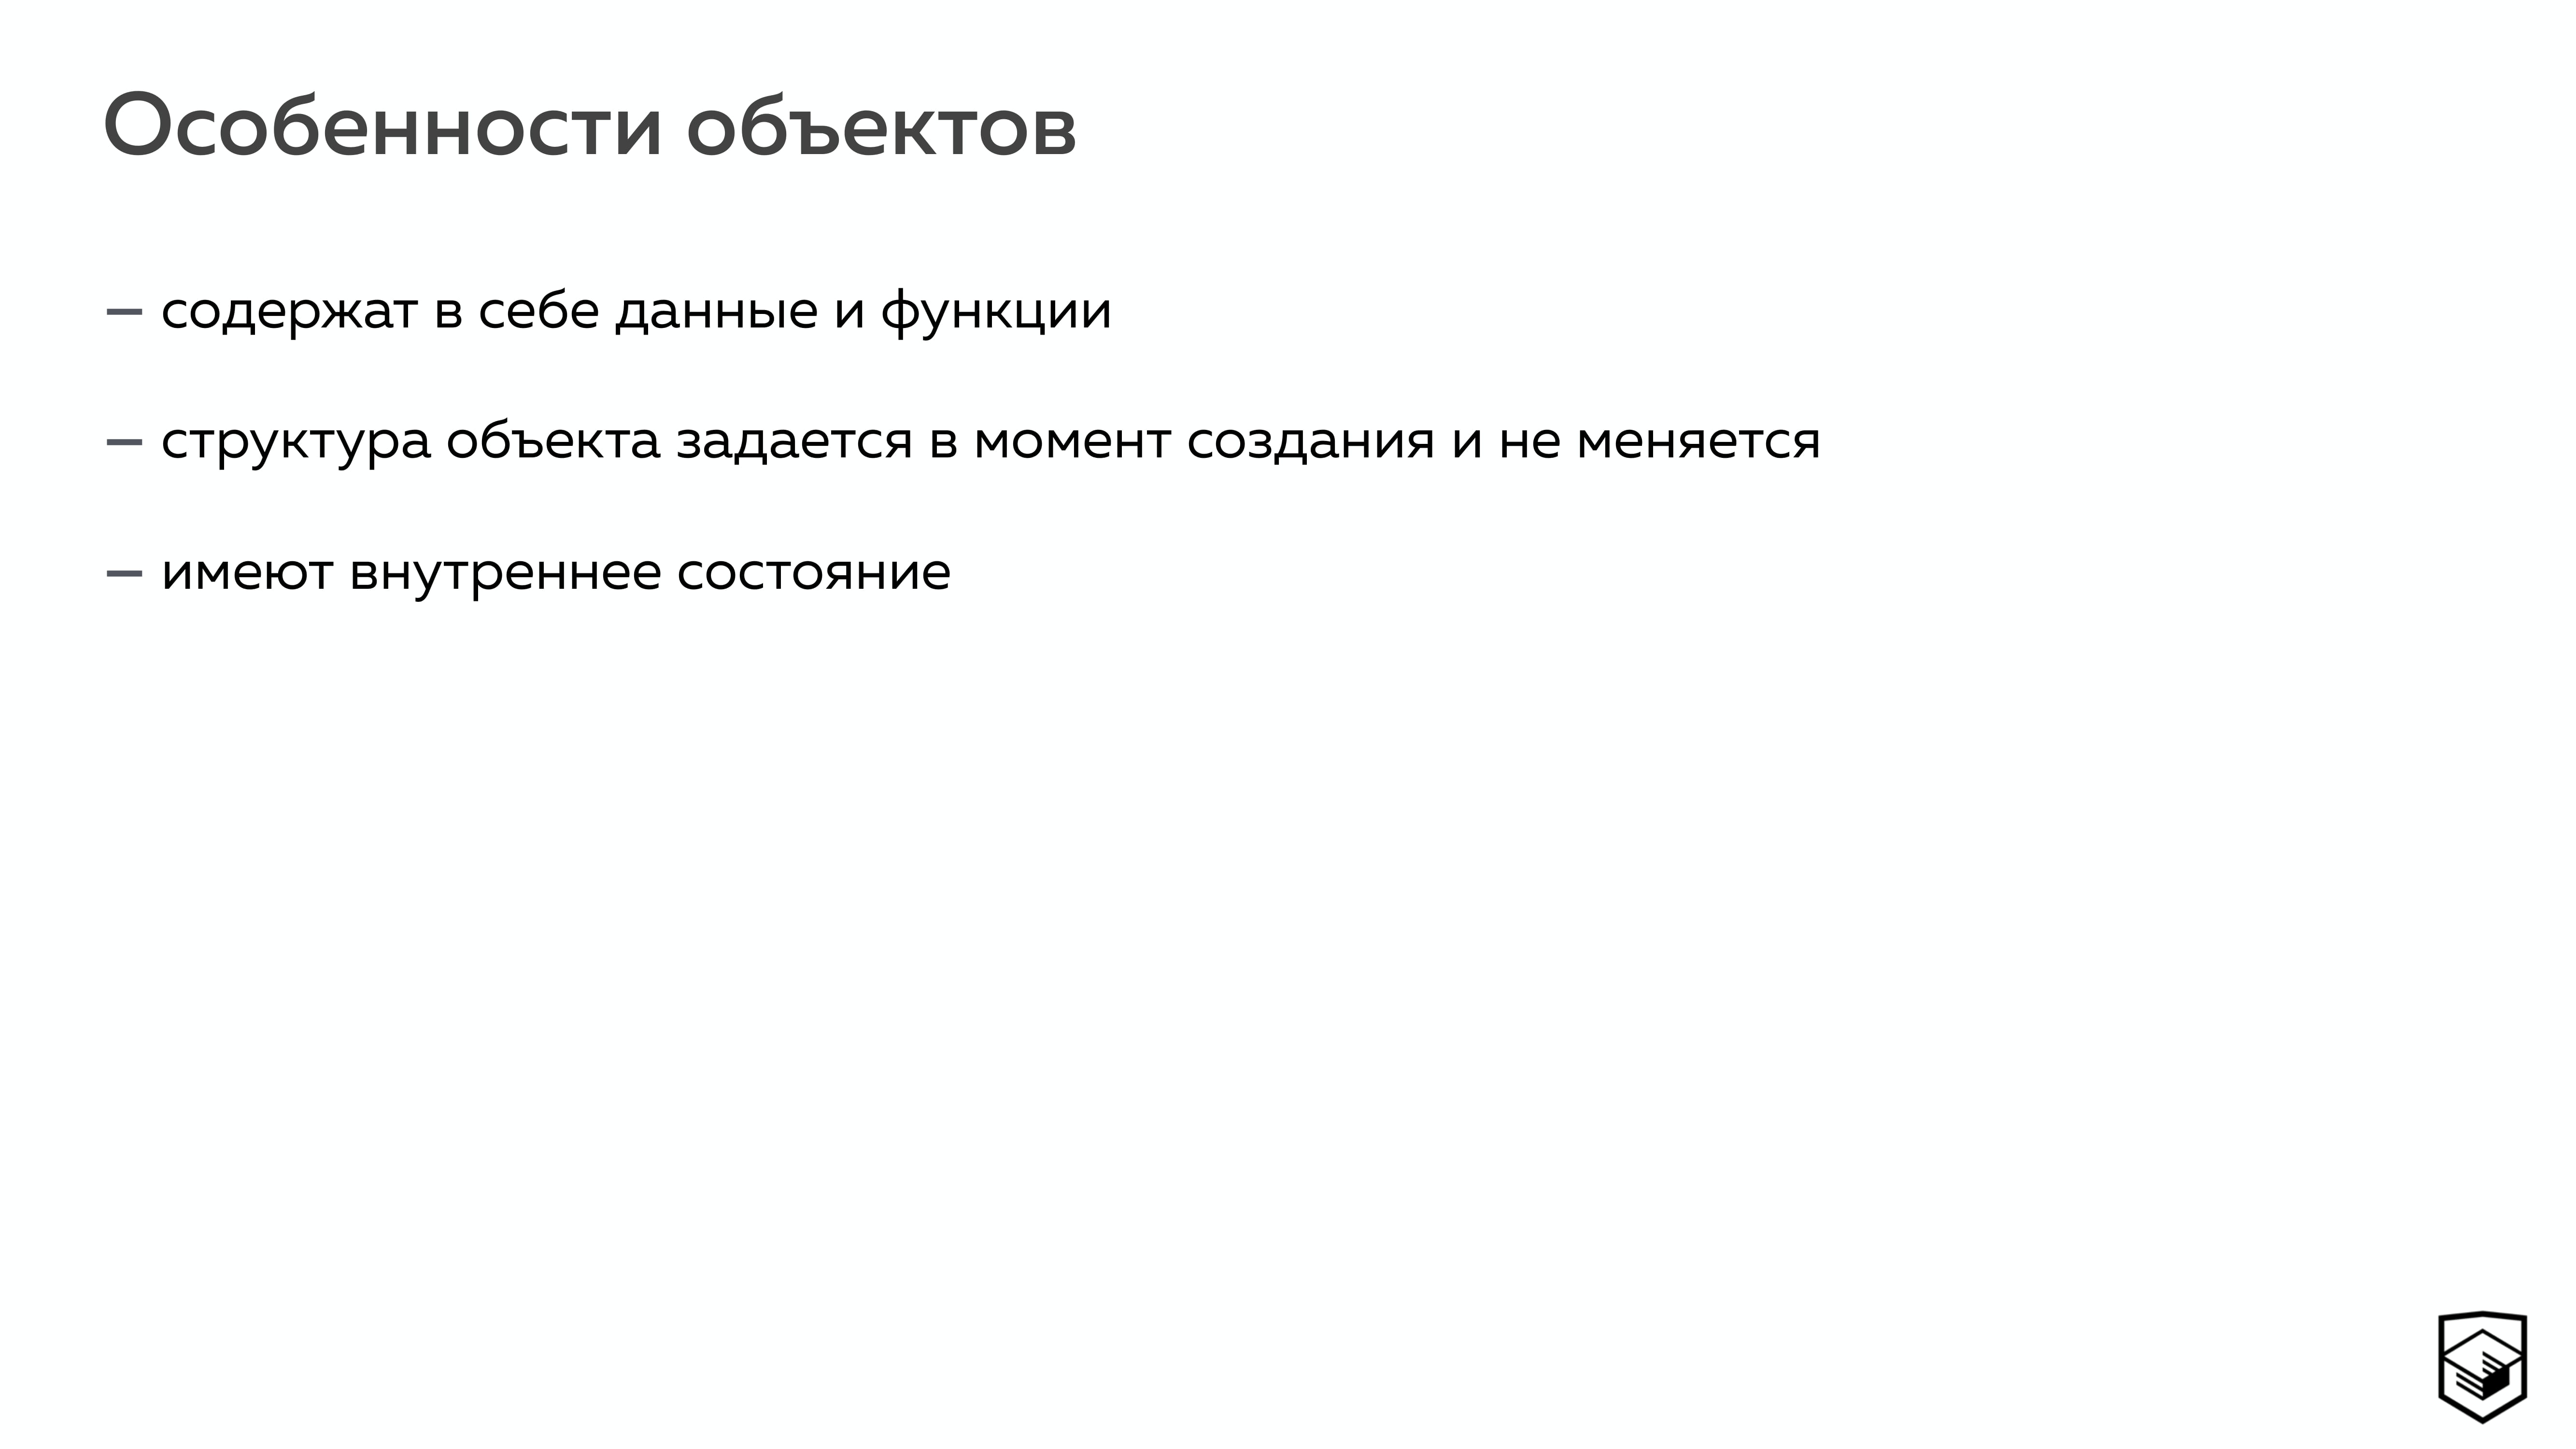 Особенности объектов
— содержат в себе данные и функции
— структура объекта задается в момент создания и не меняется
— имеют внутреннее состояние